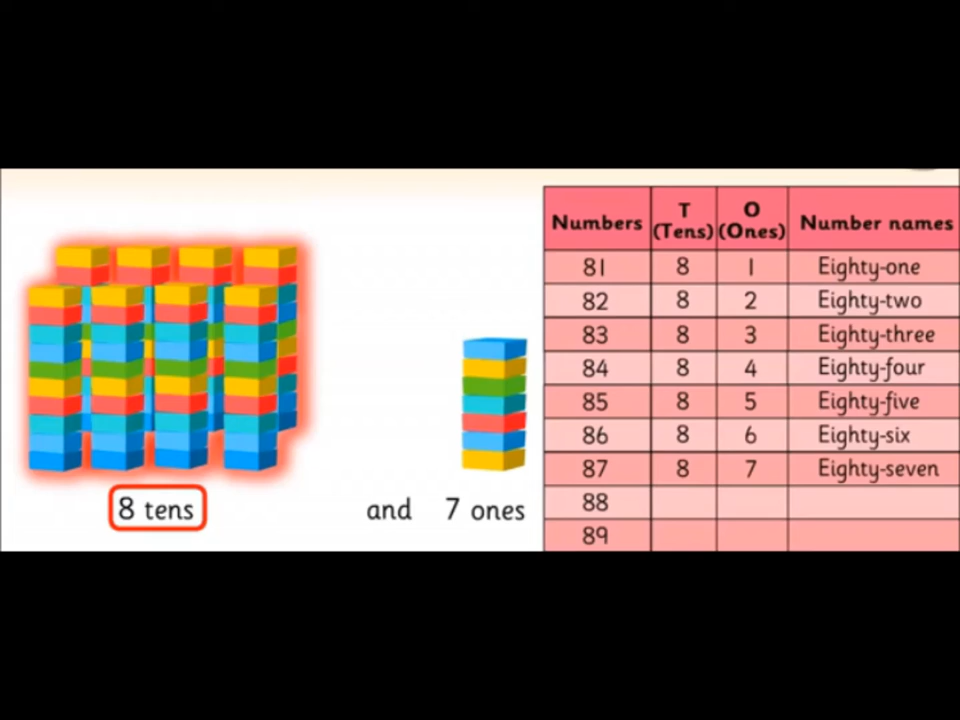 Numbers T (Tens) O (Ones) Number names
81 8 1 Eighty-one
82 8 2 Eighty-two
83 8 3 Eighty-three
84 8 4 Eighty-four
85 8 5 Eighty-five
86 8 6 Eighty-six
87 8 7 Eighty-seven
88
89
8 tens and 7 ones